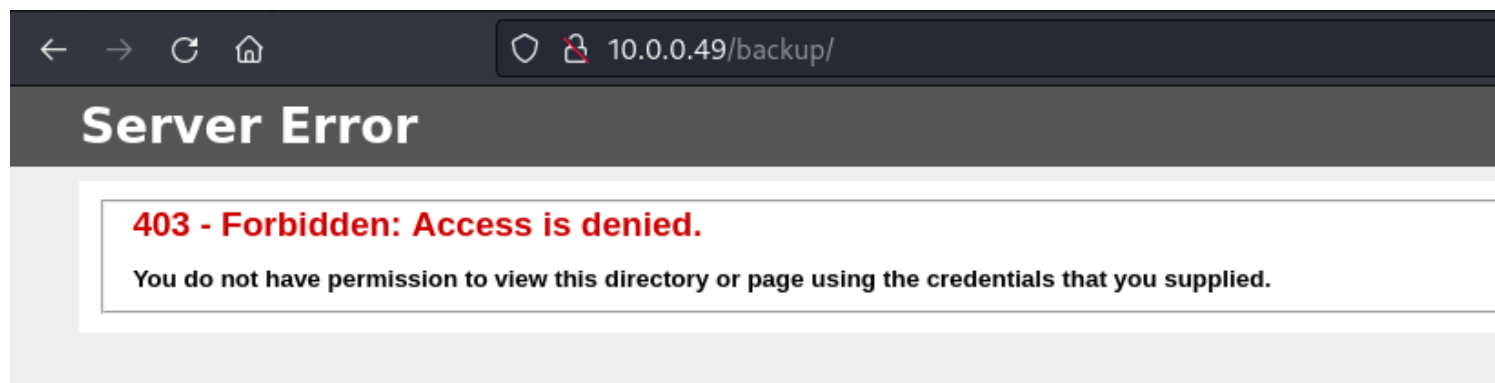 10.0.0.49/backup/
Server Error
403 - Forbidden: Access is denied.
You do not have permission to view this directory or page using the credentials that you supplied.